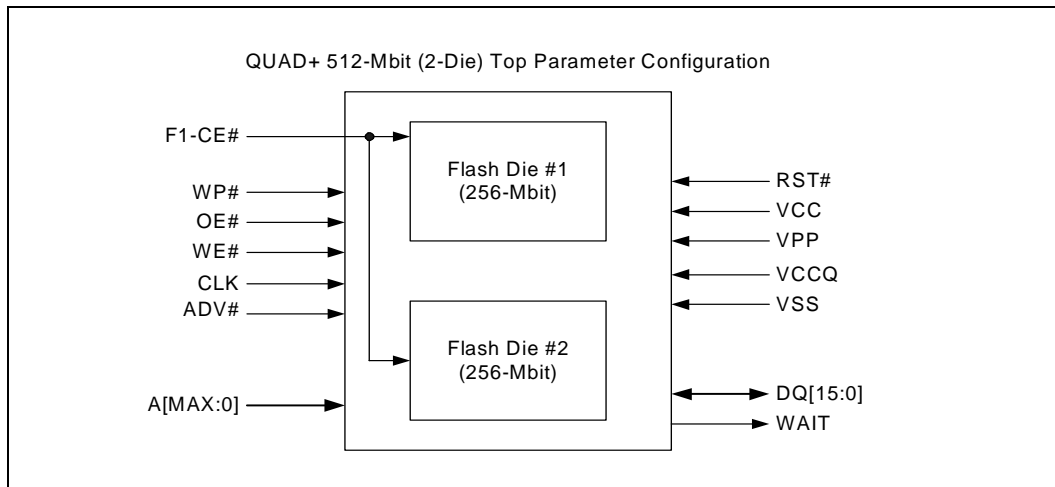 QUAD+ 512-Mbit (2-Die) Top Parameter Configuration
F1-CE#
WP#
OE#
WE#
CLK
ADV#
A[MAX:0]
Flash Die #1
(256-Mbit)
Flash Die #2
(256-Mbit)
RST#
VCC
VPP
VCCQ
VSS
DQ[15:0]
WAIT